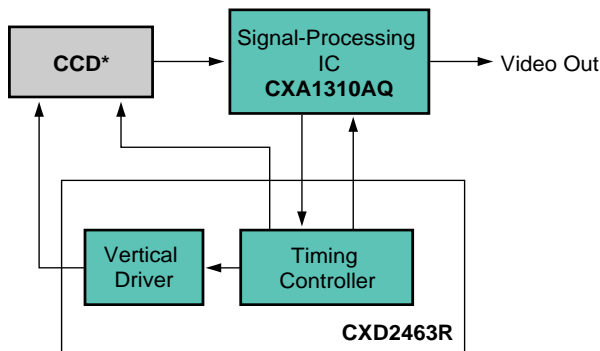 CCD*
Signal-Processing
IC
CXA1310AQ
Video Out
Vertical
Driver
Timing
Controller
CXD2463R